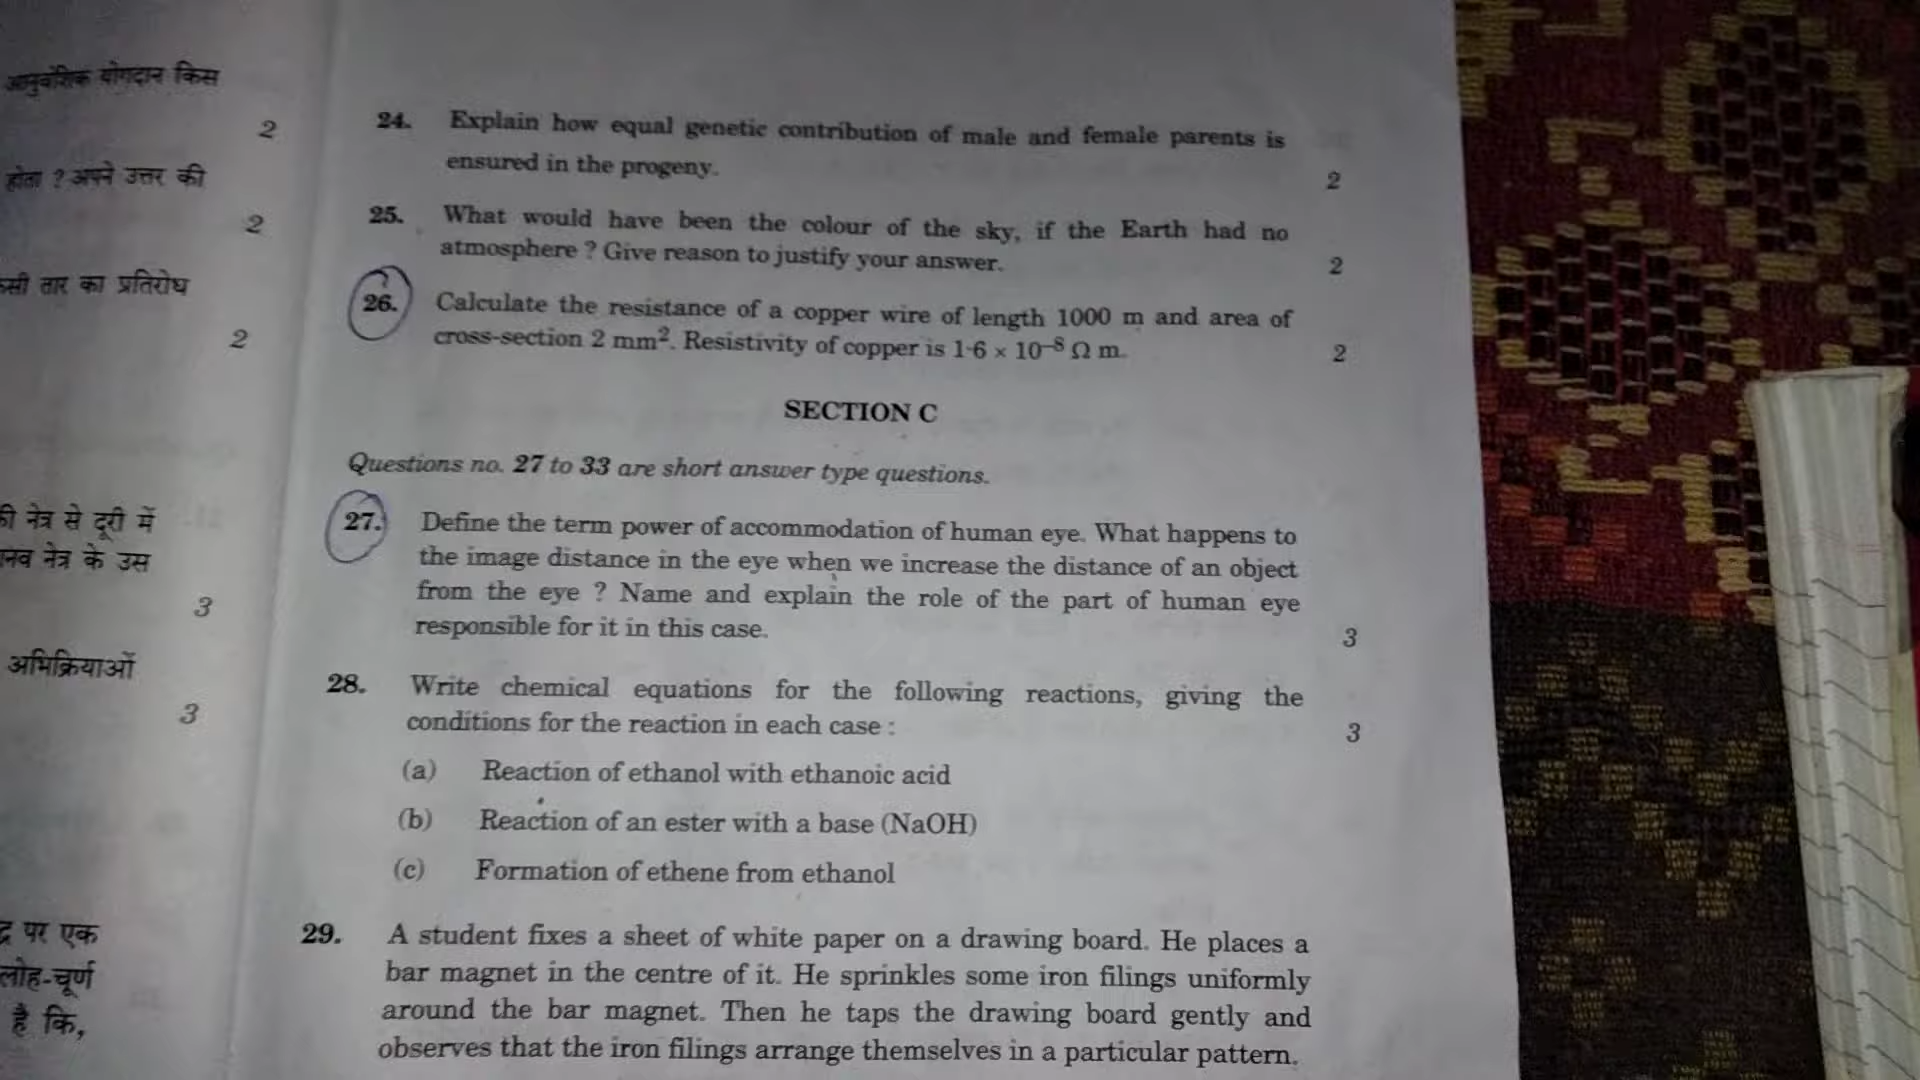 आनुवंशिक योगदान किस
2
होता ? अपने उत्तर की
2
तार का प्रतिरोध
2
नेत्र से दूरी में
नेत्र के उस
3
अभिक्रियाओं
3
पर एक
लोह-चूर्ण
है कि,
24. Explain how equal genetic contribution of male and female parents is
ensured in the progeny. 2
25. What would have been the colour of the sky, if the Earth had no
atmosphere ? Give reason to justify your answer. 2
26. Calculate the resistance of a copper wire of length 1000 m and area of
cross-section 2 mm². Resistivity of copper is 1·6 × 10⁻⁸ Ω m. 2
SECTION C
Questions no. 27 to 33 are short answer type questions.
27. Define the term power of accommodation of human eye. What happens to
the image distance in the eye when we increase the distance of an object
from the eye ? Name and explain the role of the part of human eye
responsible for it in this case. 3
28. Write chemical equations for the following reactions, giving the
conditions for the reaction in each case : 3
(a) Reaction of ethanol with ethanoic acid
(b) Reaction of an ester with a base (NaOH)
(c) Formation of ethene from ethanol
29. A student fixes a sheet of white paper on a drawing board. He places a
bar magnet in the centre of it. He sprinkles some iron filings uniformly
around the bar magnet. Then he taps the drawing board gently and
observes that the iron filings arrange themselves in a particular pattern.